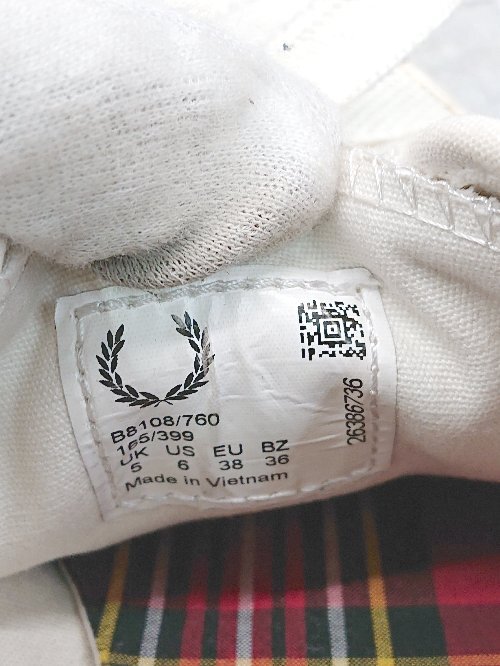 B8108/760
165/399
UK US EU BZ
5 6 38 36
Made in Vietnam
26386736